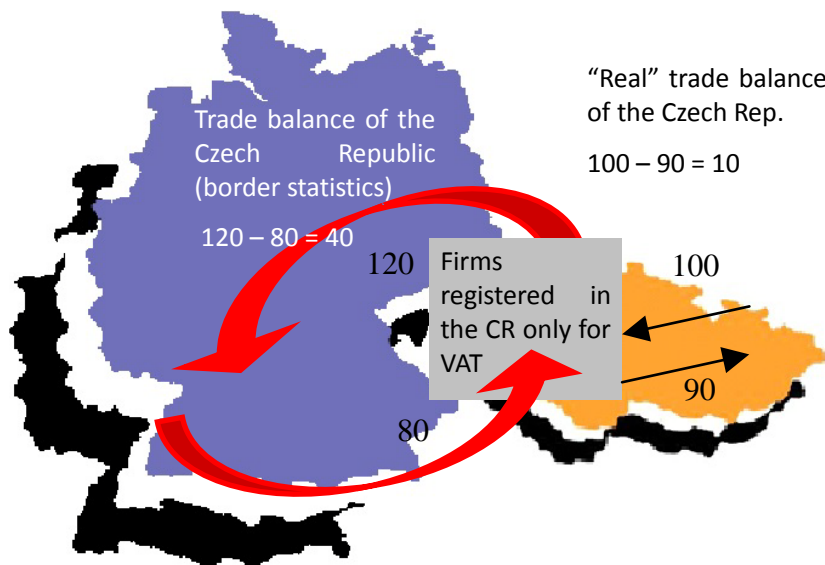 “Real” trade balance
of the Czech Rep.
100 – 90 = 10
Trade balance of the
Czech Republic
(border statistics)
120 – 80 = 40
120
Firms
registered in
the CR only for
VAT
100
90
80